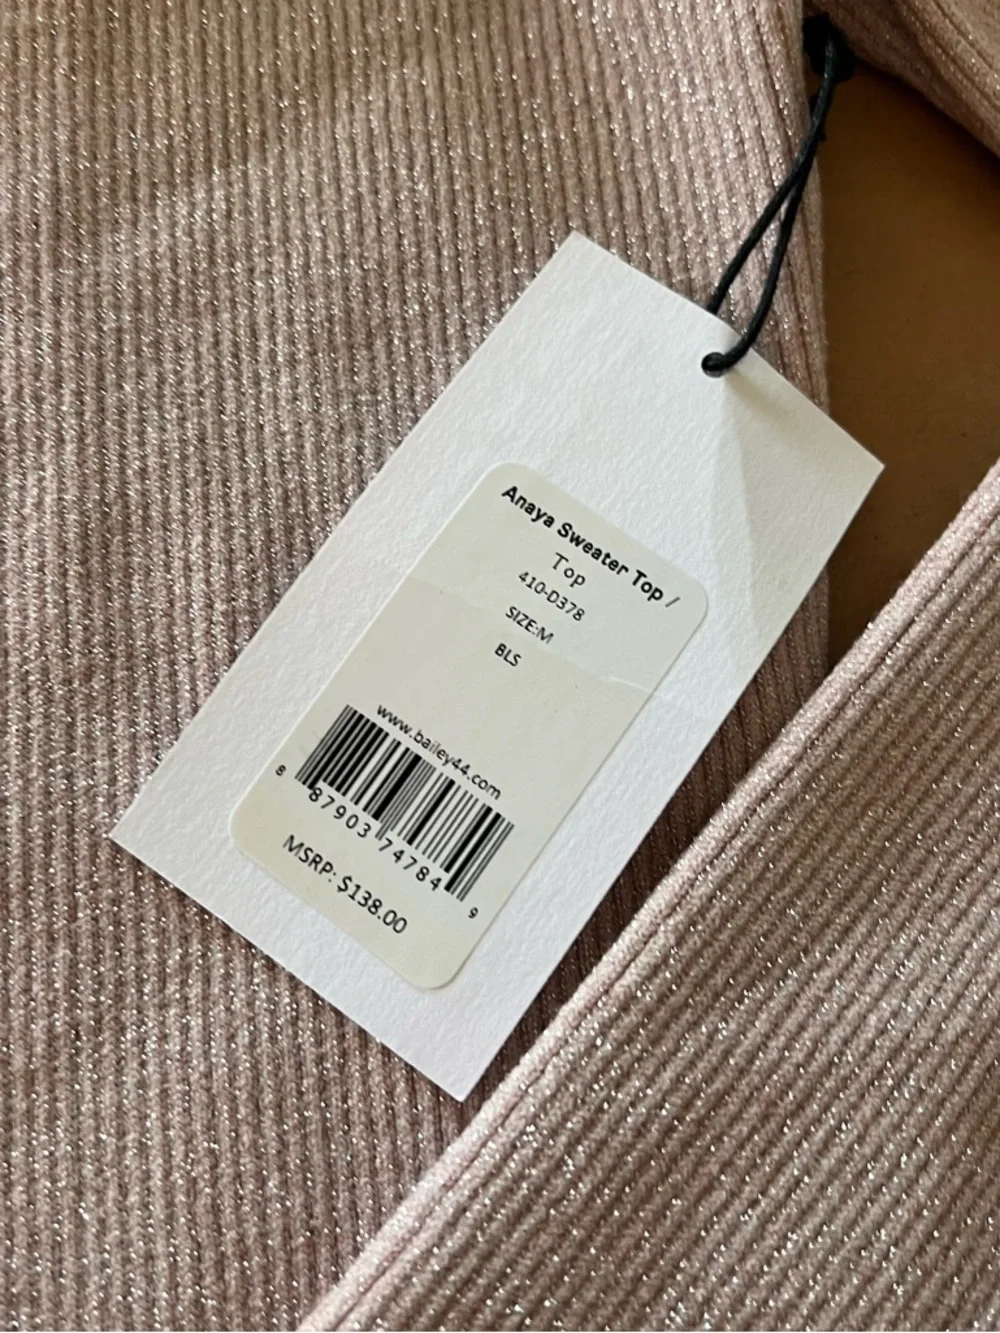 Anaya Sweater Top /
Top
410-D378
SIZE:M
BLS
www.bailey44.com
8 87903 74784 9
MSRP: $138.00